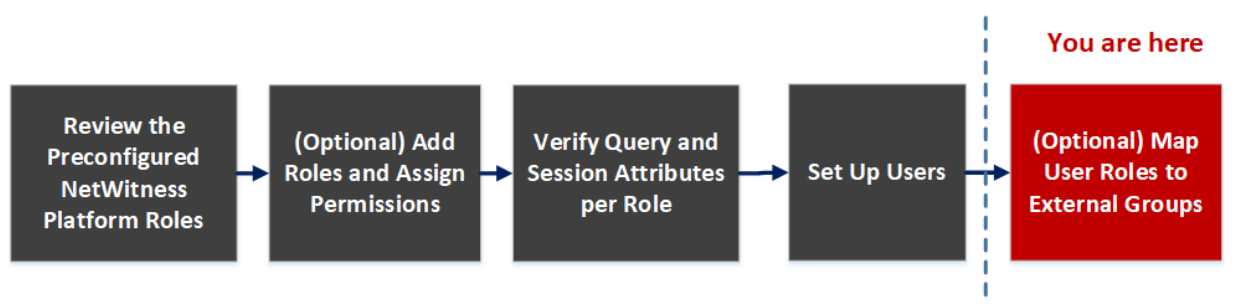 You are here
Review the
Preconfigured
NetWitness
Platform Roles
(Optional) Add
Roles and Assign
Permissions
Verify Query and
Session Attributes
per Role
Set Up Users
(Optional) Map
User Roles to
External Groups